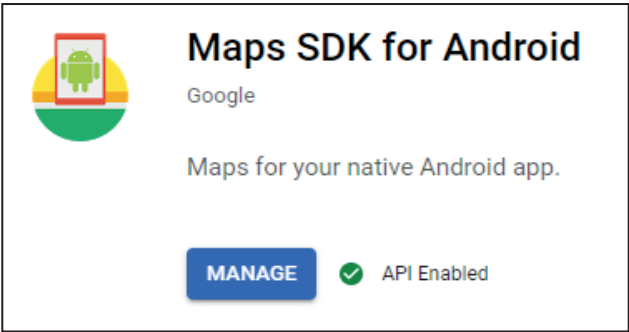 Maps SDK for Android
Google
Maps for your native Android app.
MANAGE
API Enabled